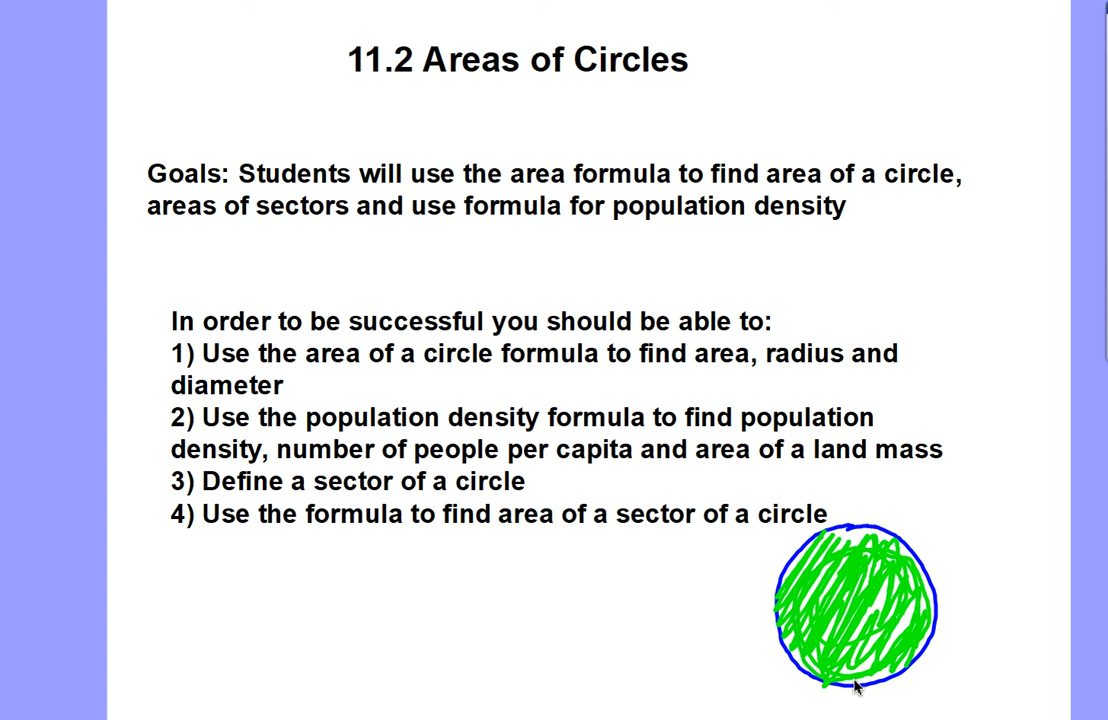 11.2 Areas of Circles
Goals: Students will use the area formula to find area of a circle,
areas of sectors and use formula for population density
In order to be successful you should be able to:
1) Use the area of a circle formula to find area, radius and
diameter
2) Use the population density formula to find population
density, number of people per capita and area of a land mass
3) Define a sector of a circle
4) Use the formula to find area of a sector of a circle